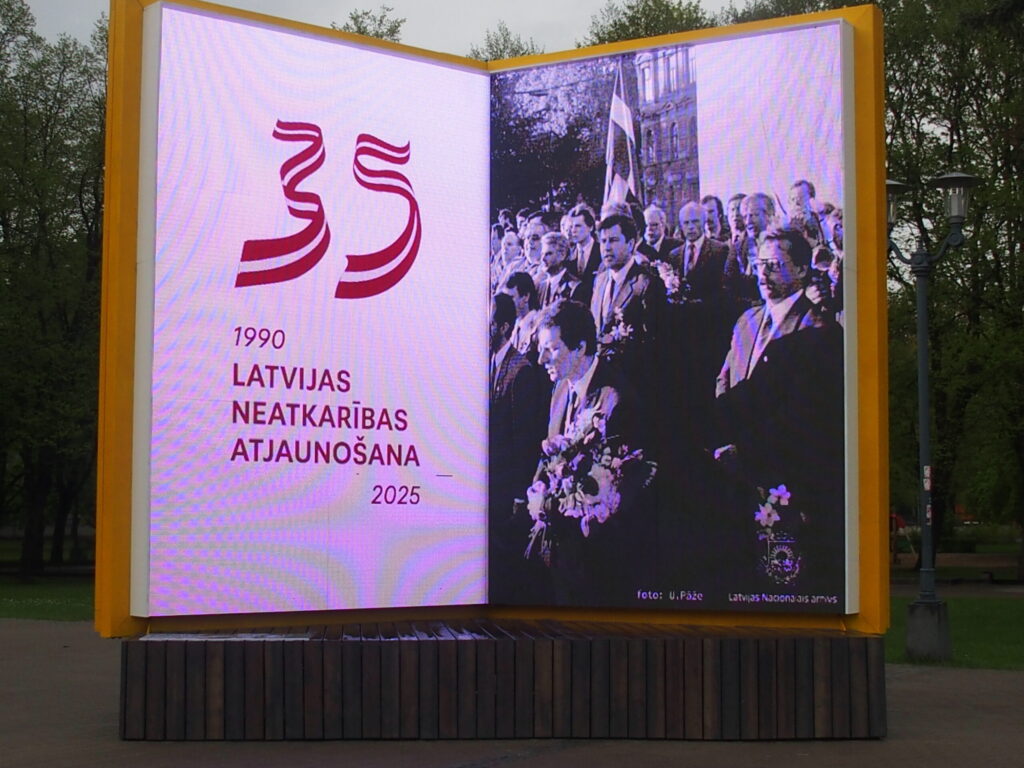 35
1990
LATVIJAS
NEATKARĪBAS
ATJAUNOŠANA
2025
foto: U.Pāže
Latvijas Nacionālais arhīvs